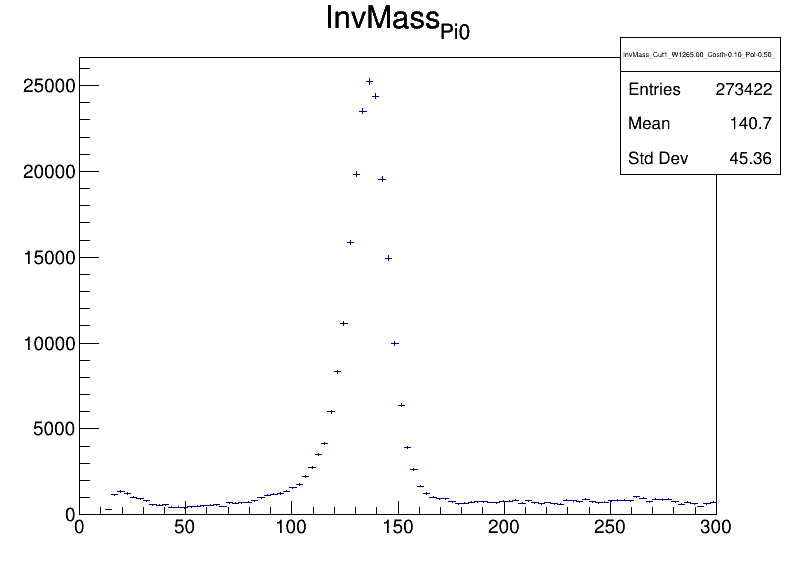 InvMass_Pi0
InvMass_Cut1_W1265.00_Costh-0.10_Pol-0.50_
Entries 273422
Mean 140.7
Std Dev 45.36
25000
20000
15000
10000
5000
0
0 50 100 150 200 250 300